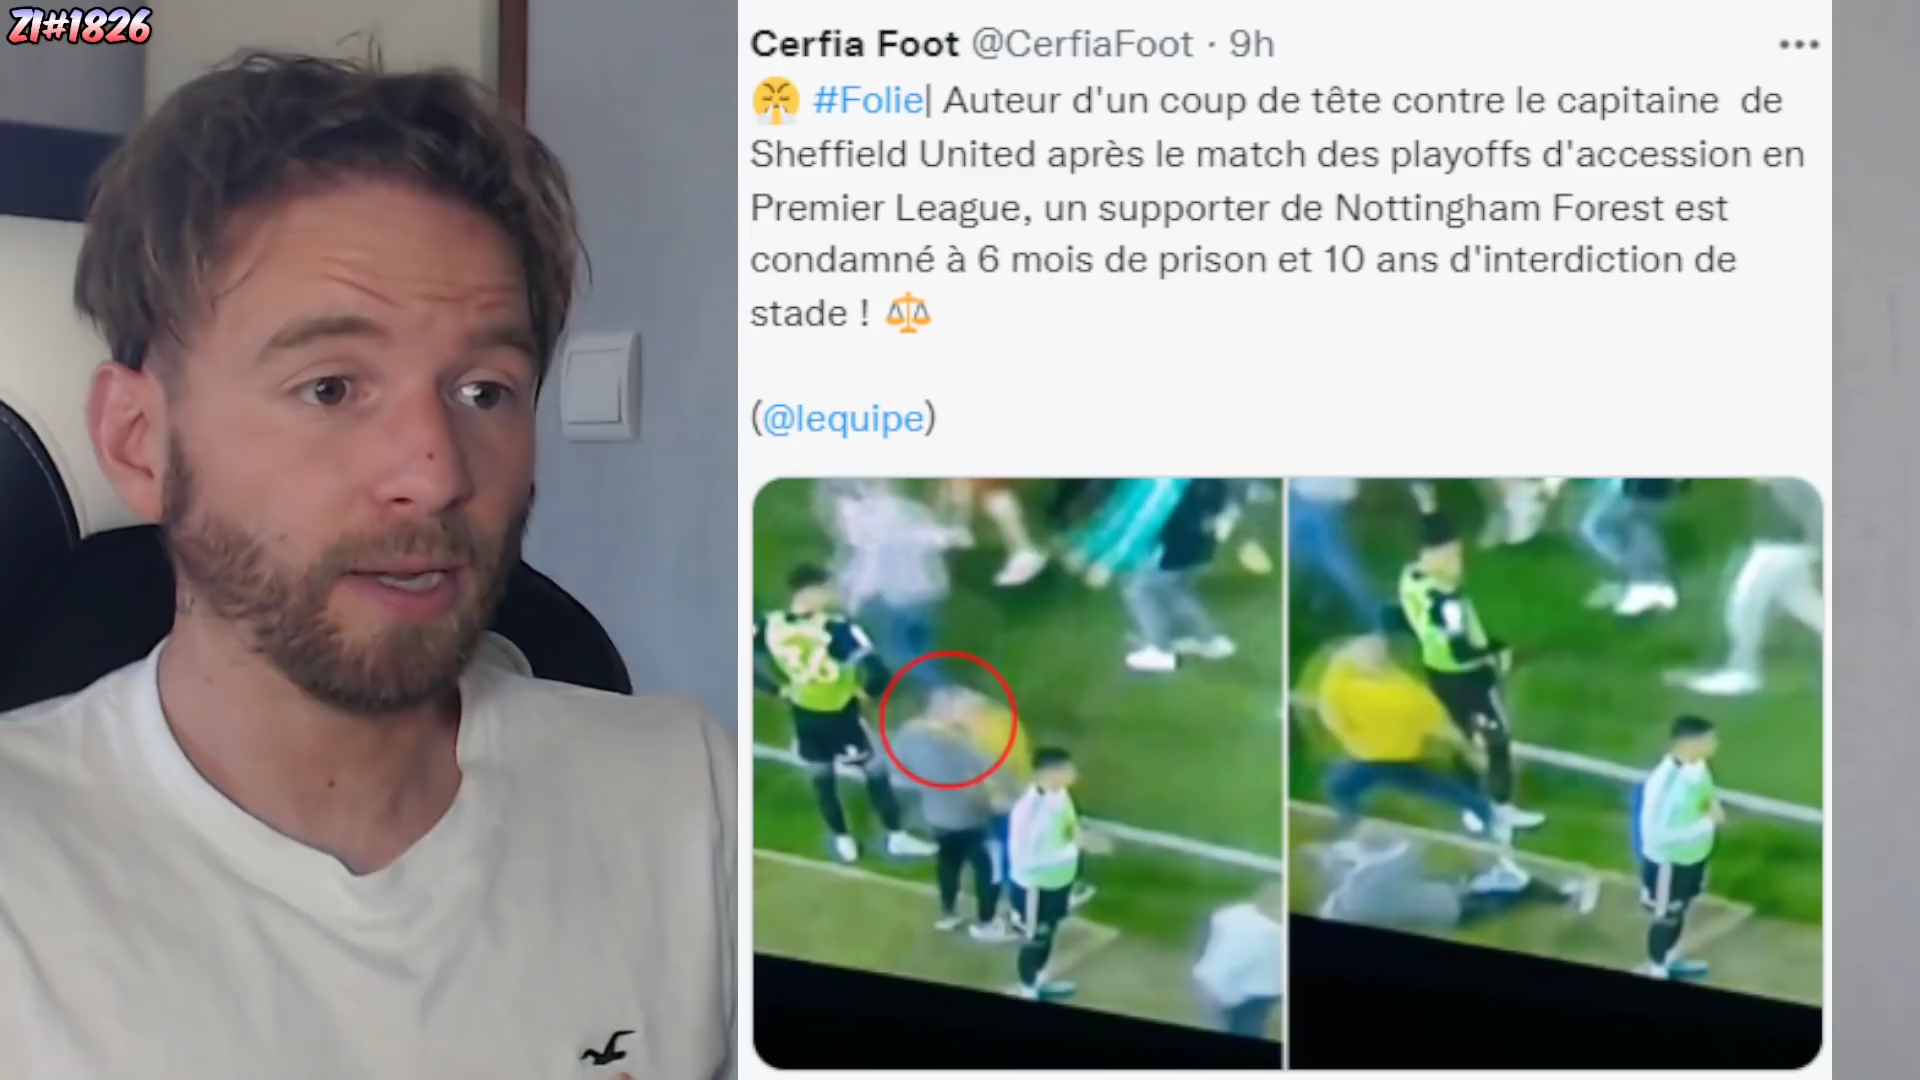 ZI#1826
Cerfia Foot @CerfiaFoot · 9h
#Folie| Auteur d'un coup de tête contre le capitaine de
Sheffield United après le match des playoffs d'accession en
Premier League, un supporter de Nottingham Forest est
condamné à 6 mois de prison et 10 ans d'interdiction de
stade !
(@lequipe)
36